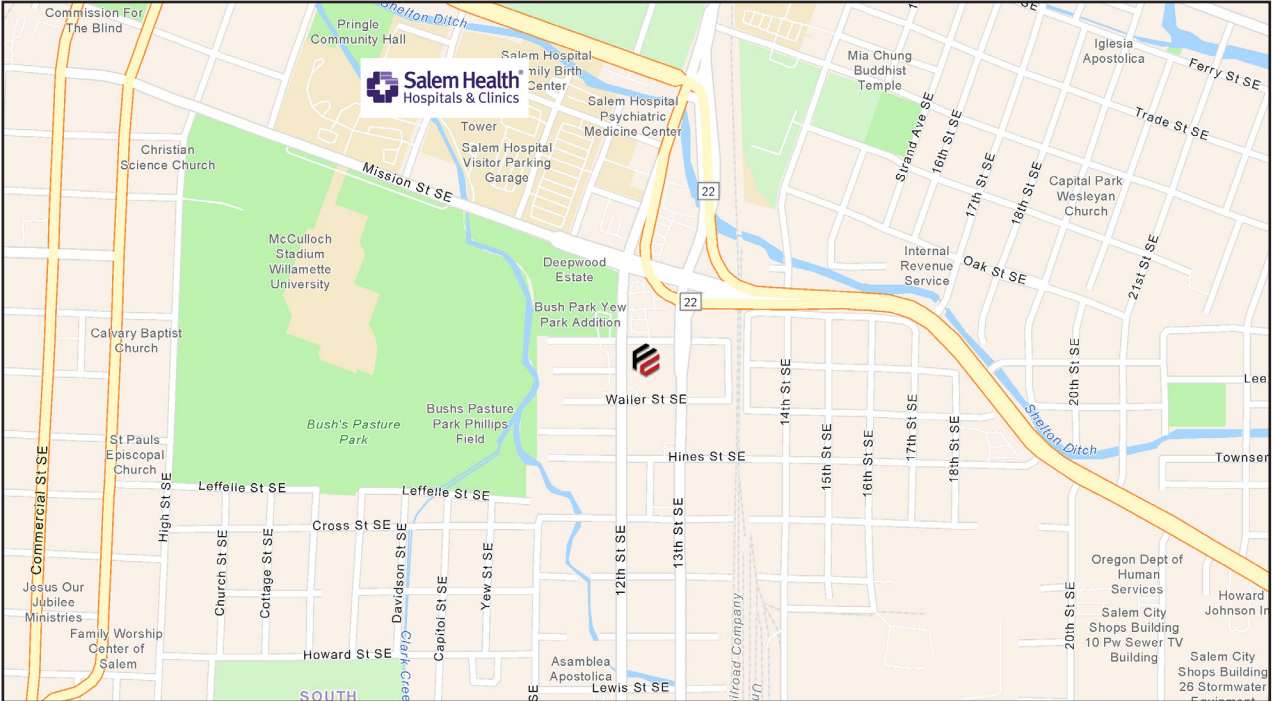 Commission For
The Blind
Pringle
Community Hall
Shelton Ditch
SE
Salem Hospital
mily Birth
Center
Salem Health®
Hospitals & Clinics
Tower
Salem Hospital
Psychiatric
Medicine Center
Salem Hospital
Visitor Parking
Garage
Mia Chung
Buddhist
Temple
Iglesia
Apostolica
Ferry St SE
Trade St SE
Strand Ave SE
16th St SE
17th St SE
18th St SE
Capital Park
Wesleyan
Church
Christian
Science Church
Mission St SE
22
McCulloch
Stadium
Willamette
University
Deepwood
Estate
Internal
Revenue
Service
Oak St SE
21st St SE
22
Bush Park Yew
Park Addition
Calvary Baptist
Church
Waller St SE
14th St SE
20th St SE
Lee
Bush's Pasture
Park
Bushs Pasture
Park Phillips
Field
Shelton Ditch
St Pauls
Episcopal
Church
Hines St SE
15th St SE
16th St SE
17th St SE
18th St SE
Townsen
Commercial St SE
High St SE
Leffelle St SE
Leffelle St SE
Cross St SE
Church St SE
Cottage St SE
Davidson St SE
Capitol St SE
Yew St SE
12th St SE
13th St SE
Jesus Our
Jubilee
Ministries
Family Worship
Center of
Salem
Howard St SE
Clark Cree
SOUTH
Asamblea
Apostolica
SE
Lewis St SE
ilroad Company
Un
20th St SE
Oregon Dept of
Human
Services
Howard
Johnson In
Salem City
Shops Building
10 Pw Sewer TV
Building
Salem City
Shops Building
26 Stormwater
Equipment